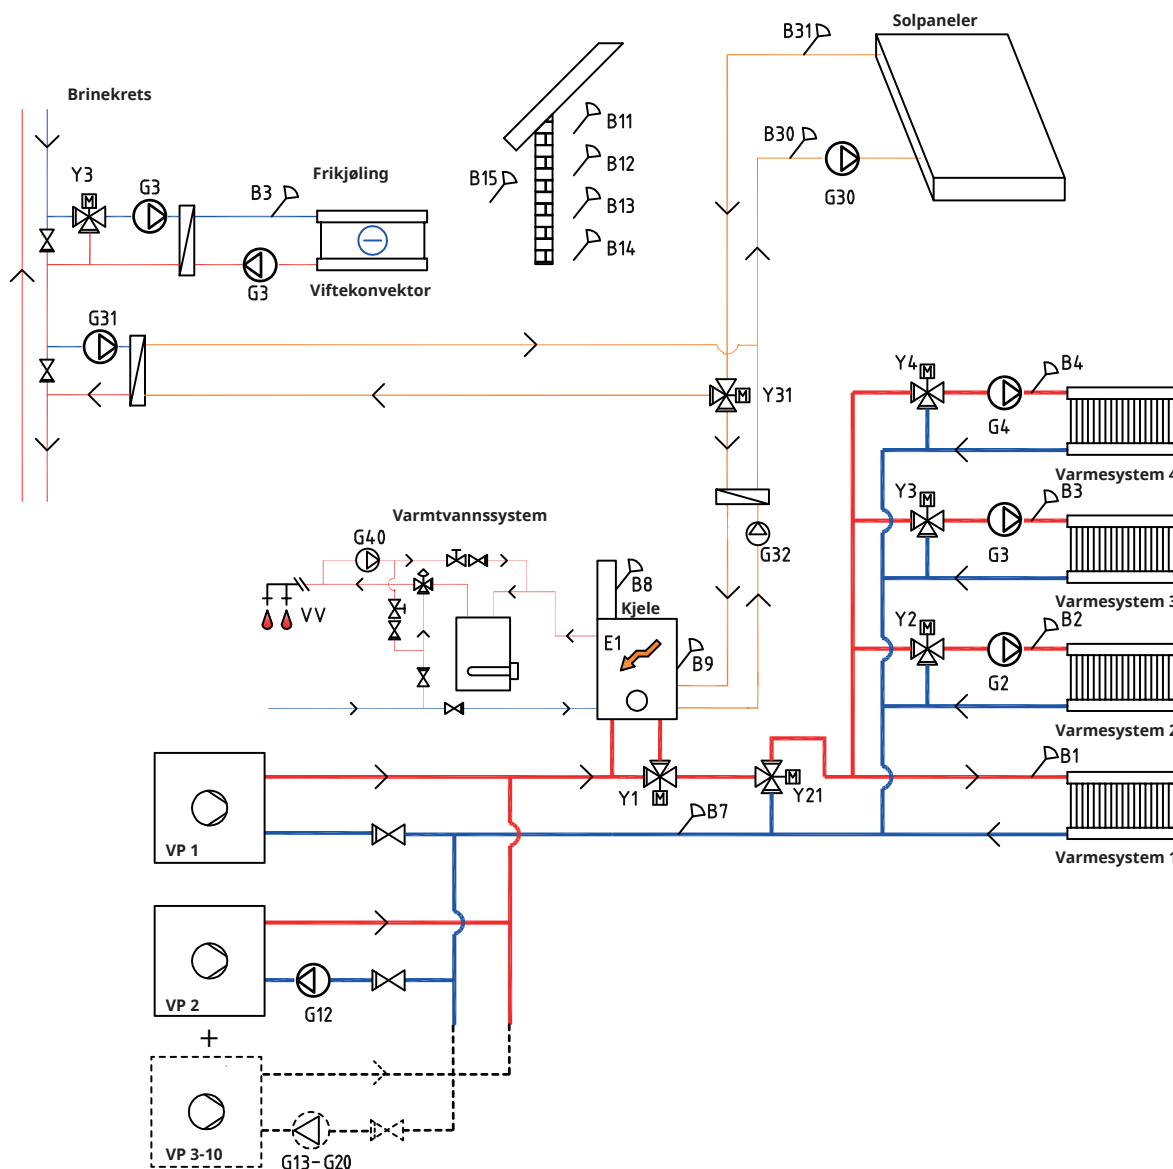 Solpaneler
B31
Brinekrets
B11
B30
B12
Y3
G3
B3
Frikjøling
B15
G30
B13
B14
M
G3
Viftekonvektor
G31
Y4
M
B4
M
Y31
G4
Varmesystem 4
Y3
M
B3
Varmtvannssystem
G40
G32
G3
B8
Kjele
VV
Varmesystem 3
Y2
M
B2
E1
B9
G2
Varmesystem 2
B1
Y1
M
M
Y21
B7
VP 1
Varmesystem 1
VP 2
G12
+
VP 3-10
G13-G20